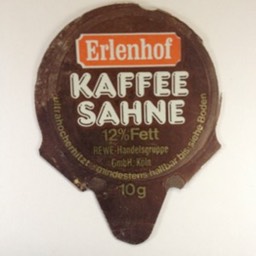 Erlenhof
KAFFEE
SAHNE
12% Fett
REWE-Handelsgruppe
GmbH, Köln
ultrahocherhitzt mindestens haltbar bis siehe Boden
10g